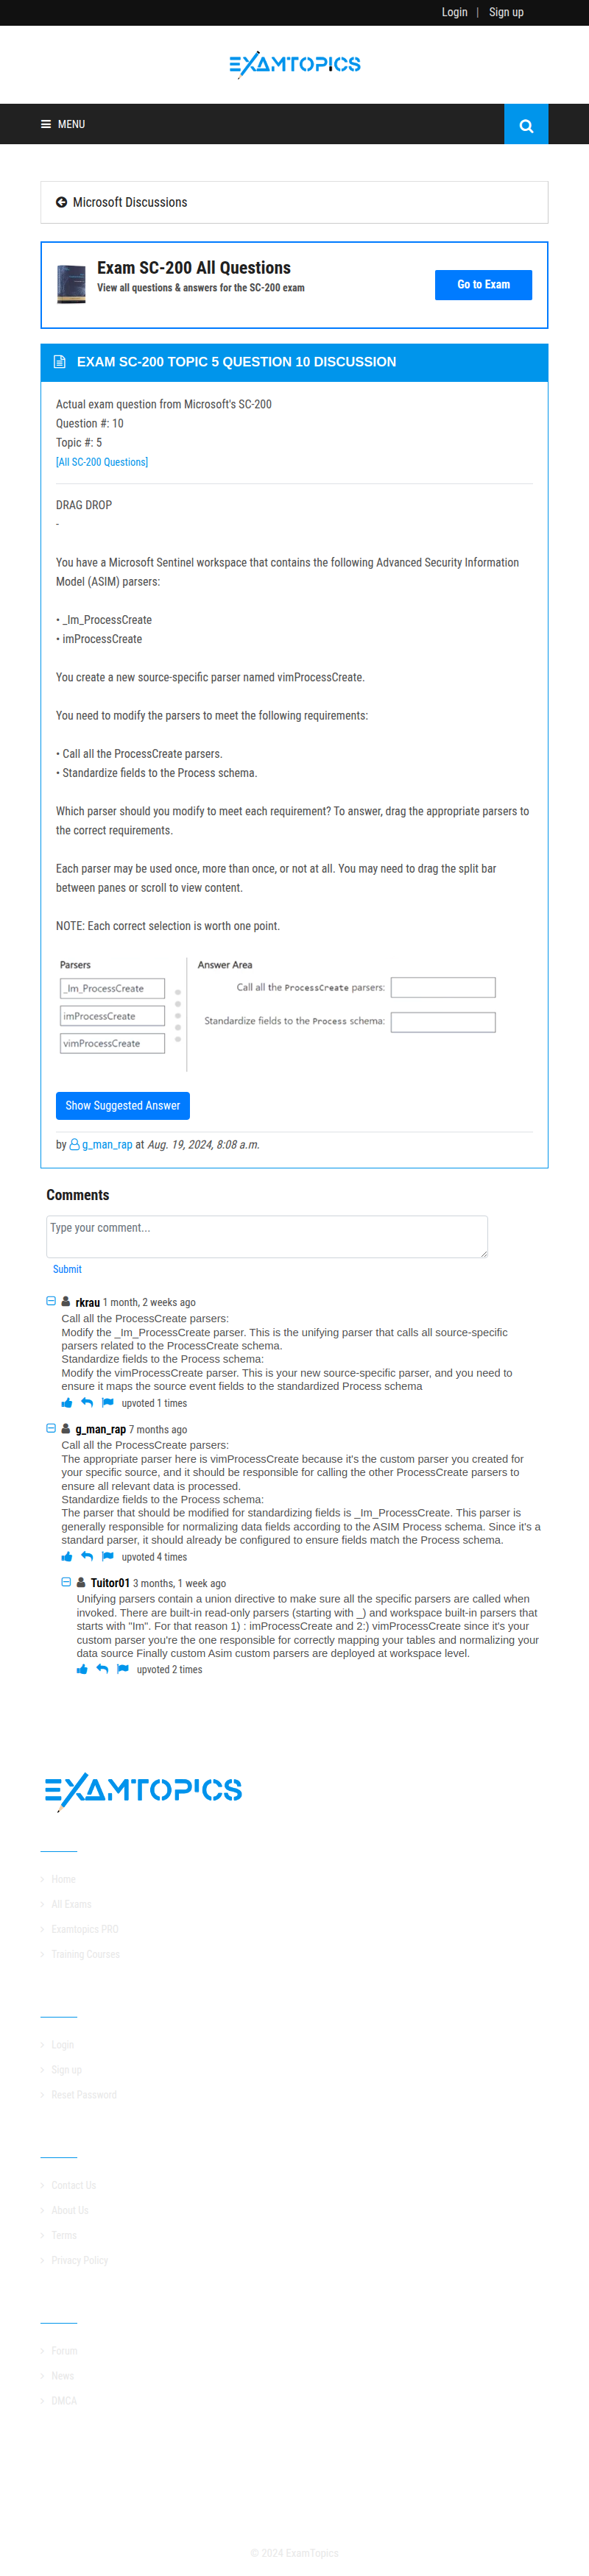 Login | Sign up
EXAMTOPICS
MENU
Microsoft Discussions
Exam SC-200 All Questions
View all questions & answers for the SC-200 exam
Go to Exam
EXAM SC-200 TOPIC 5 QUESTION 10 DISCUSSION
Actual exam question from Microsoft's SC-200
Question #: 10
Topic #: 5
[All SC-200 Questions]
DRAG DROP
-
You have a Microsoft Sentinel workspace that contains the following Advanced Security Information
Model (ASIM) parsers:
• _Im_ProcessCreate
• imProcessCreate
You create a new source-specific parser named vimProcessCreate.
You need to modify the parsers to meet the following requirements:
• Call all the ProcessCreate parsers.
• Standardize fields to the Process schema.
Which parser should you modify to meet each requirement? To answer, drag the appropriate parsers to
the correct requirements.
Each parser may be used once, more than once, or not at all. You may need to drag the split bar
between panes or scroll to view content.
NOTE: Each correct selection is worth one point.
Parsers
_Im_ProcessCreate
imProcessCreate
vimProcessCreate
Answer Area
Call all the ProcessCreate parsers:
Standardize fields to the Process schema:
Show Suggested Answer
by g_man_rap at Aug. 19, 2024, 8:08 a.m.
Comments
Type your comment...
Submit
rkrau 1 month, 2 weeks ago
Call all the ProcessCreate parsers:
Modify the _Im_ProcessCreate parser. This is the unifying parser that calls all source-specific
parsers related to the ProcessCreate schema.
Standardize fields to the Process schema:
Modify the vimProcessCreate parser. This is your new source-specific parser, and you need to
ensure it maps the source event fields to the standardized Process schema
upvoted 1 times
g_man_rap 7 months ago
Call all the ProcessCreate parsers:
The appropriate parser here is vimProcessCreate because it's the custom parser you created for
your specific source, and it should be responsible for calling the other ProcessCreate parsers to
ensure all relevant data is processed.
Standardize fields to the Process schema:
The parser that should be modified for standardizing fields is _Im_ProcessCreate. This parser is
generally responsible for normalizing data fields according to the ASIM Process schema. Since it's a
standard parser, it should already be configured to ensure fields match the Process schema.
upvoted 4 times
Tuitor01 3 months, 1 week ago
Unifying parsers contain a union directive to make sure all the specific parsers are called when
invoked. There are built-in read-only parsers (starting with _) and workspace built-in parsers that
starts with "Im". For that reason 1) : imProcessCreate and 2:) vimProcessCreate since it's your
custom parser you're the one responsible for correctly mapping your tables and normalizing your
data source Finally custom Asim custom parsers are deployed at workspace level.
upvoted 2 times
EXAMTOPICS
Home
All Exams
Examtopics PRO
Training Courses
Login
Sign up
Reset Password
Contact Us
About Us
Terms
Privacy Policy
Forum
News
DMCA
© 2024 ExamTopics